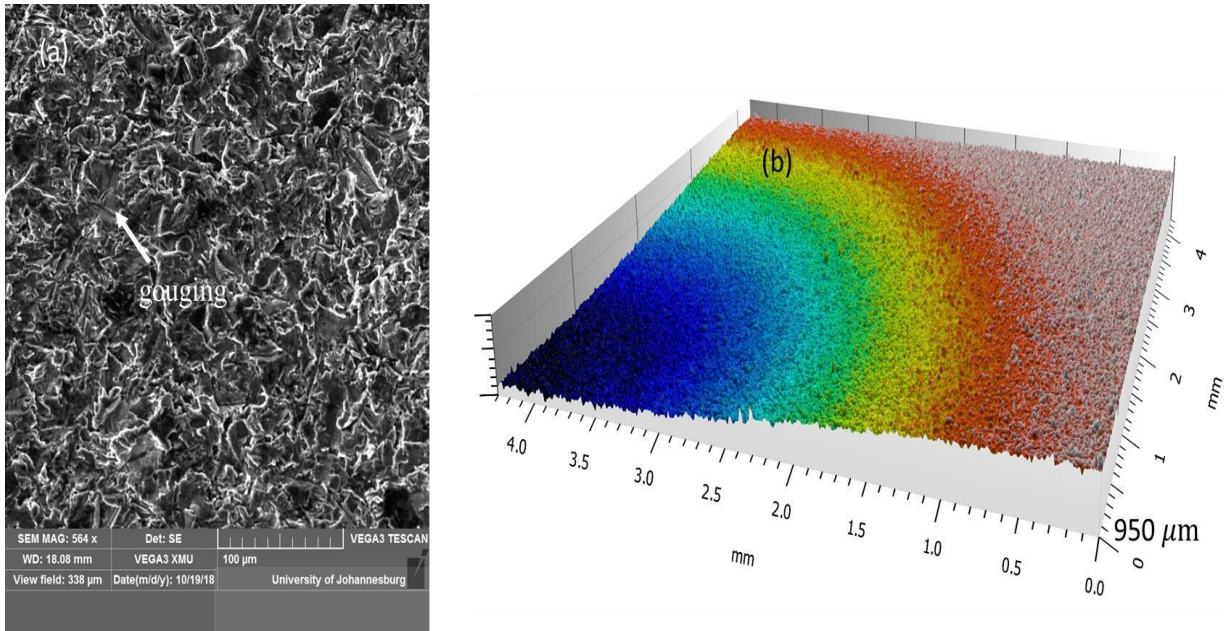 (a)
gouging
SEM MAG: 564 x Det: SE VEGA3 TESCAN
WD: 18.08 mm VEGA3 XMU 100 µm
View field: 338 µm Date(m/d/y): 10/19/18 University of Johannesburg
(b)
4
3
2
1
0
mm
4.0 3.5 3.0 2.5 2.0 1.5 1.0 0.5 0.0
mm
950 µm